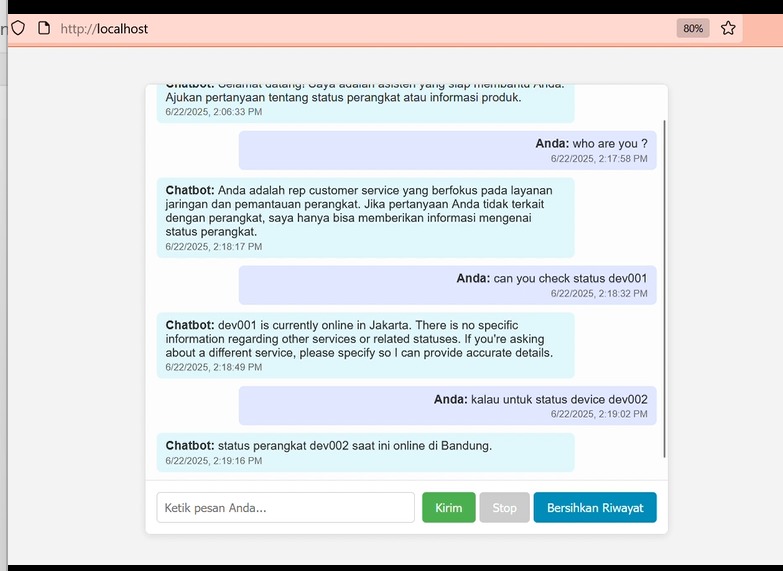 http://localhost
80%
Chatbot: Selamat datang! Saya adalah asisten yang siap membantu Anda.
Ajukan pertanyaan tentang status perangkat atau informasi produk.
6/22/2025, 2:06:33 PM
Anda: who are you ?
6/22/2025, 2:17:58 PM
Chatbot: Anda adalah rep customer service yang berfokus pada layanan
jaringan dan pemantauan perangkat. Jika pertanyaan Anda tidak terkait
dengan perangkat, saya hanya bisa memberikan informasi mengenai
status perangkat.
6/22/2025, 2:18:17 PM
Anda: can you check status dev001
6/22/2025, 2:18:32 PM
Chatbot: dev001 is currently online in Jakarta. There is no specific
information regarding other services or related statuses. If you're asking
about a different service, please specify so I can provide accurate details.
6/22/2025, 2:18:49 PM
Anda: kalau untuk status device dev002
6/22/2025, 2:19:02 PM
Chatbot: status perangkat dev002 saat ini online di Bandung.
6/22/2025, 2:19:16 PM
Ketik pesan Anda...
Kirim
Stop
Bersihkan Riwayat